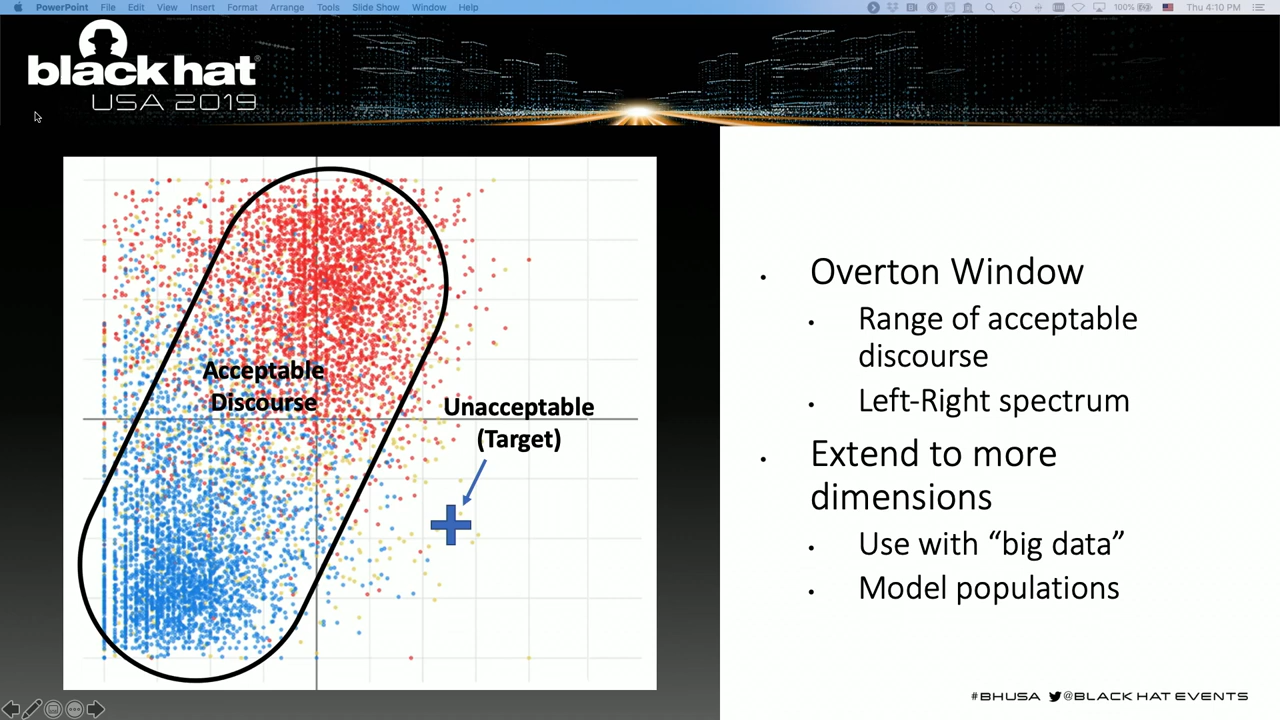 PowerPoint File Edit View Insert Format Arrange Tools Slide Show Window Help 100% Thu 4:10 PM
black hat®
USA 2019
Acceptable
Discourse
Unacceptable
(Target)
• Overton Window
• Range of acceptable
discourse
• Left-Right spectrum
• Extend to more
dimensions
• Use with “big data”
• Model populations
#BHUSA @BLACK HAT EVENTS